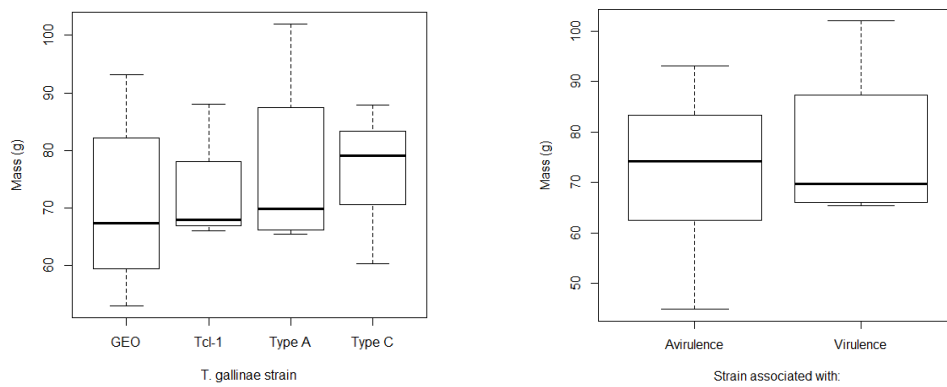 Mass (g)
100
90
80
70
60
GEO Tcl-1 Type A Type C
T. gallinae strain
Mass (g)
100
90
80
70
60
50
Avirulence Virulence
Strain associated with: